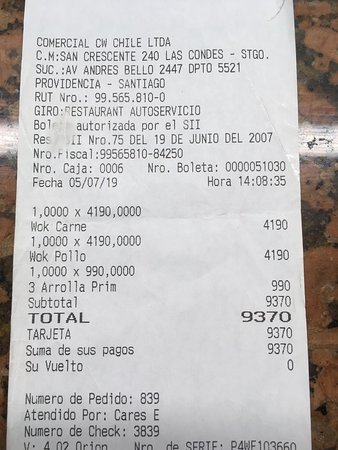 COMERCIAL CW CHILE LTDA
C.M:SAN CRESCENTE 240 LAS CONDES - STGO.
SUC.:AV ANDRES BELLO 2447 DPTO 5521
PROVIDENCIA - SANTIAGO
RUT Nro.: 99.565.810-0
GIRO:RESTAURANT AUTOSERVICIO
autorizada por el SII
SII Nro.75 DEL 19 DE JUNIO DEL 2007
Nro.Fiscal:99565810-84250
Nro. Caja: 0006 Nro. Boleta: 0000051030
Fecha 05/07/19 Hora 14:08:35
1,0000 x 4190,0000
Wok Carne 4190
1,0000 x 4190,0000
Wok Pollo 4190
1,0000 x 990,0000
3 Arrolla Prim 990
Subtotal 9370
TOTAL 9370
TARJETA 9370
Suma de sus pagos 9370
Su Vuelto 0
Numero de Pedido: 839
Atendido Por: Cares E
Numero de Check: 3839
V: 4.02 Orion Nro. de SERIE: P4WE103660